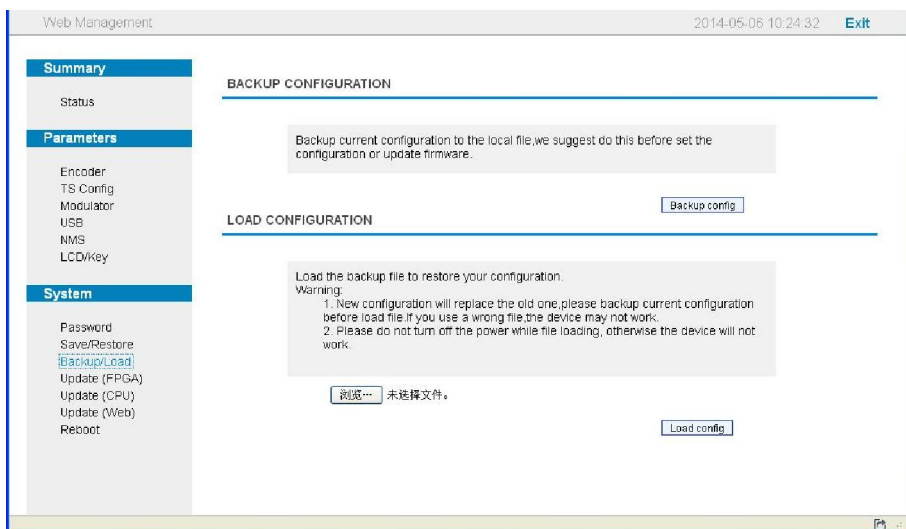 Web Management
2014-05-06 10:24:32
Exit
Summary
Status
Parameters
Encoder
TS Config
Modulator
USB
NMS
LCD/Key
System
Password
Save/Restore
Backup/Load
Update (FPGA)
Update (CPU)
Update (Web)
Reboot
BACKUP CONFIGURATION
Backup current configuration to the local file,we suggest do this before set the
configuration or update firmware.
Backup config
LOAD CONFIGURATION
Load the backup file to restore your configuration.
Warning:
1. New configuration will replace the old one,please backup current configuration
before load file.If you use a wrong file,the device may not work.
2. Please do not turn off the power while file loading, otherwise the device will not
work.
浏览… 未选择文件。
Load config